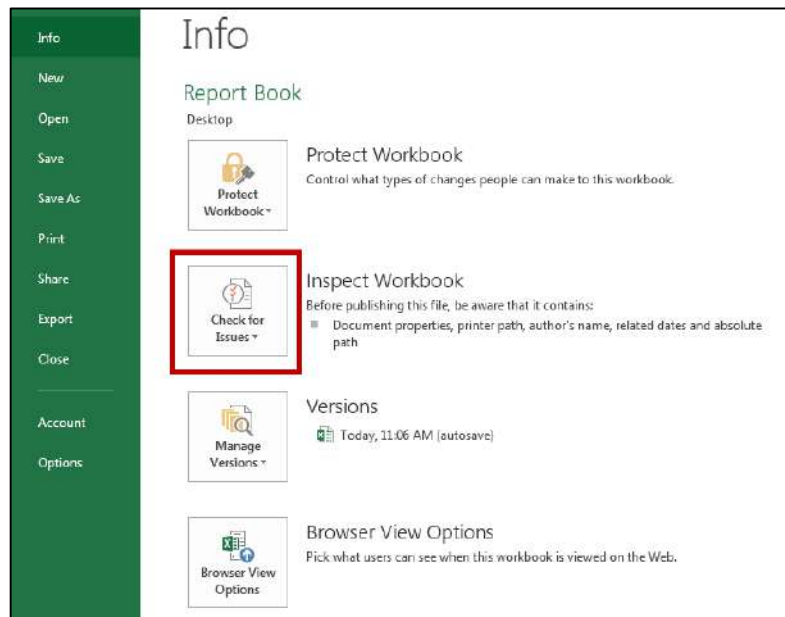 Info
New
Open
Save
Save As
Print
Share
Export
Close
Account
Options
Info
Report Book
Desktop
Protect
Workbook
Protect Workbook
Control what types of changes people can make to this workbook.
Check for
Issues
Inspect Workbook
Before publishing this file, be aware that it contains:
Document properties, printer path, author's name, related dates and absolute
path
Manage
Versions
Versions
Today, 11:06 AM (autosave)
Browser View
Options
Browser View Options
Pick what users can see when this workbook is viewed on the Web.